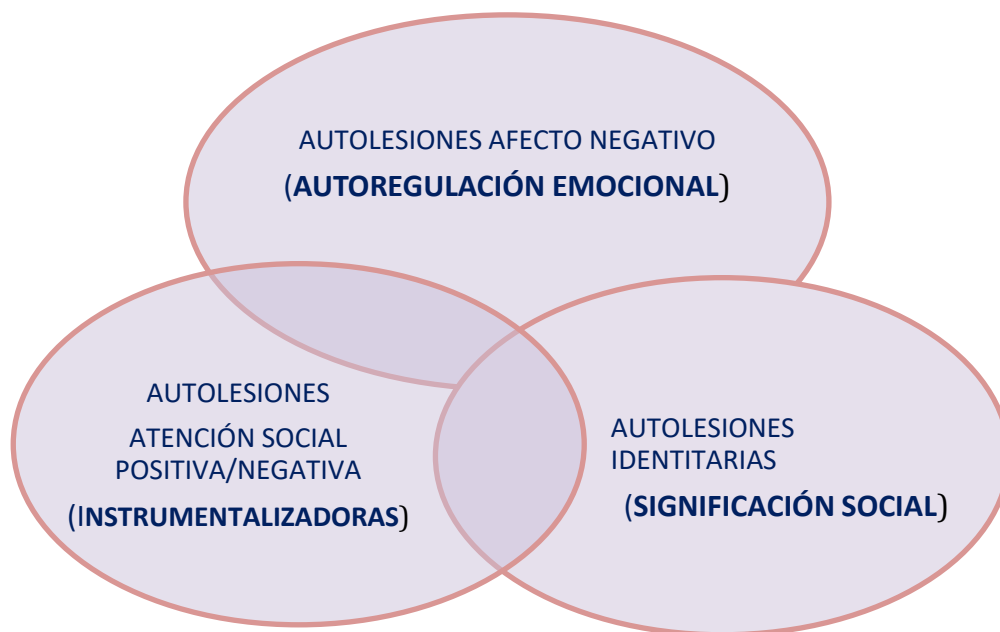 AUTOLESIONES AFECTO NEGATIVO
(AUTOREGULACIÓN EMOCIONAL)
AUTOLESIONES
ATENCIÓN SOCIAL
POSITIVA/NEGATIVA
(INSTRUMENTALIZADORAS)
AUTOLESIONES
IDENTITARIAS
(SIGNIFICACIÓN SOCIAL)